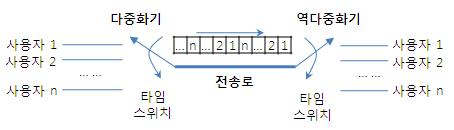 다중화기
역다중화기
…n…21n…21
사용자 1
사용자 2
… …
사용자 n
전송로
타임
스위치
타임
스위치
사용자 1
사용자 2
… …
사용자 n